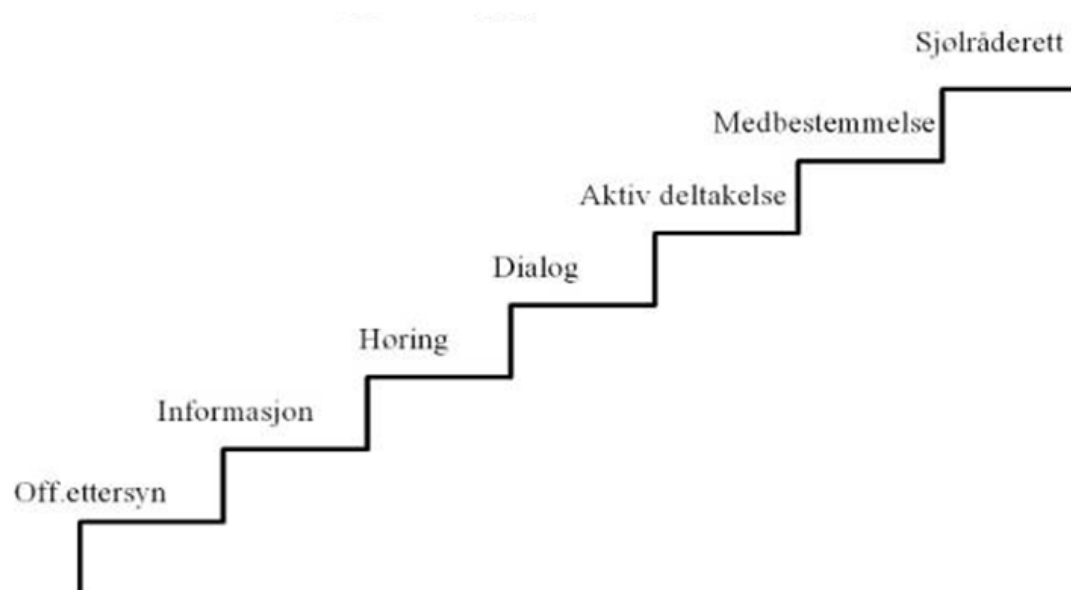 Sjølråderett
Medbestemmelse
Aktiv deltakelse
Dialog
Høring
Informasjon
Off.ettersyn